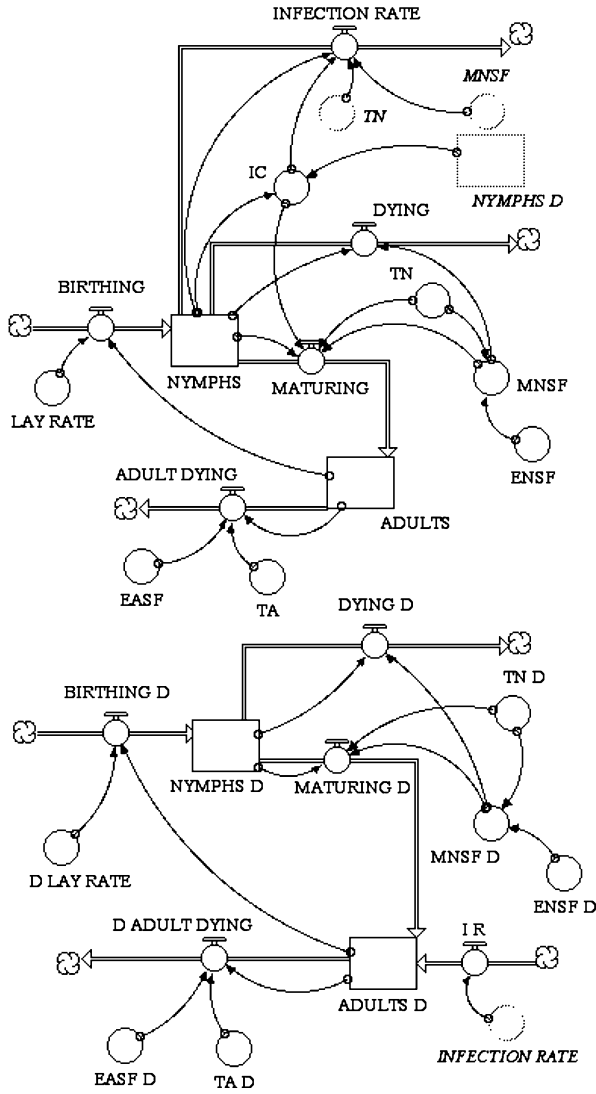 INFECTION RATE
MNSF
TN
IC
NYMPHS D
DYING
TN
BIRTHING
NYMPHS
MATURING
MNSF
LAY RATE
ENSF
ADULT DYING
ADULTS
EASF
TA
DYING D
TN D
BIRTHING D
NYMPHS D
MATURING D
MNSF D
D LAY RATE
ENSF D
D ADULT DYING
I R
ADULTS D
INFECTION RATE
EASF D
TA D